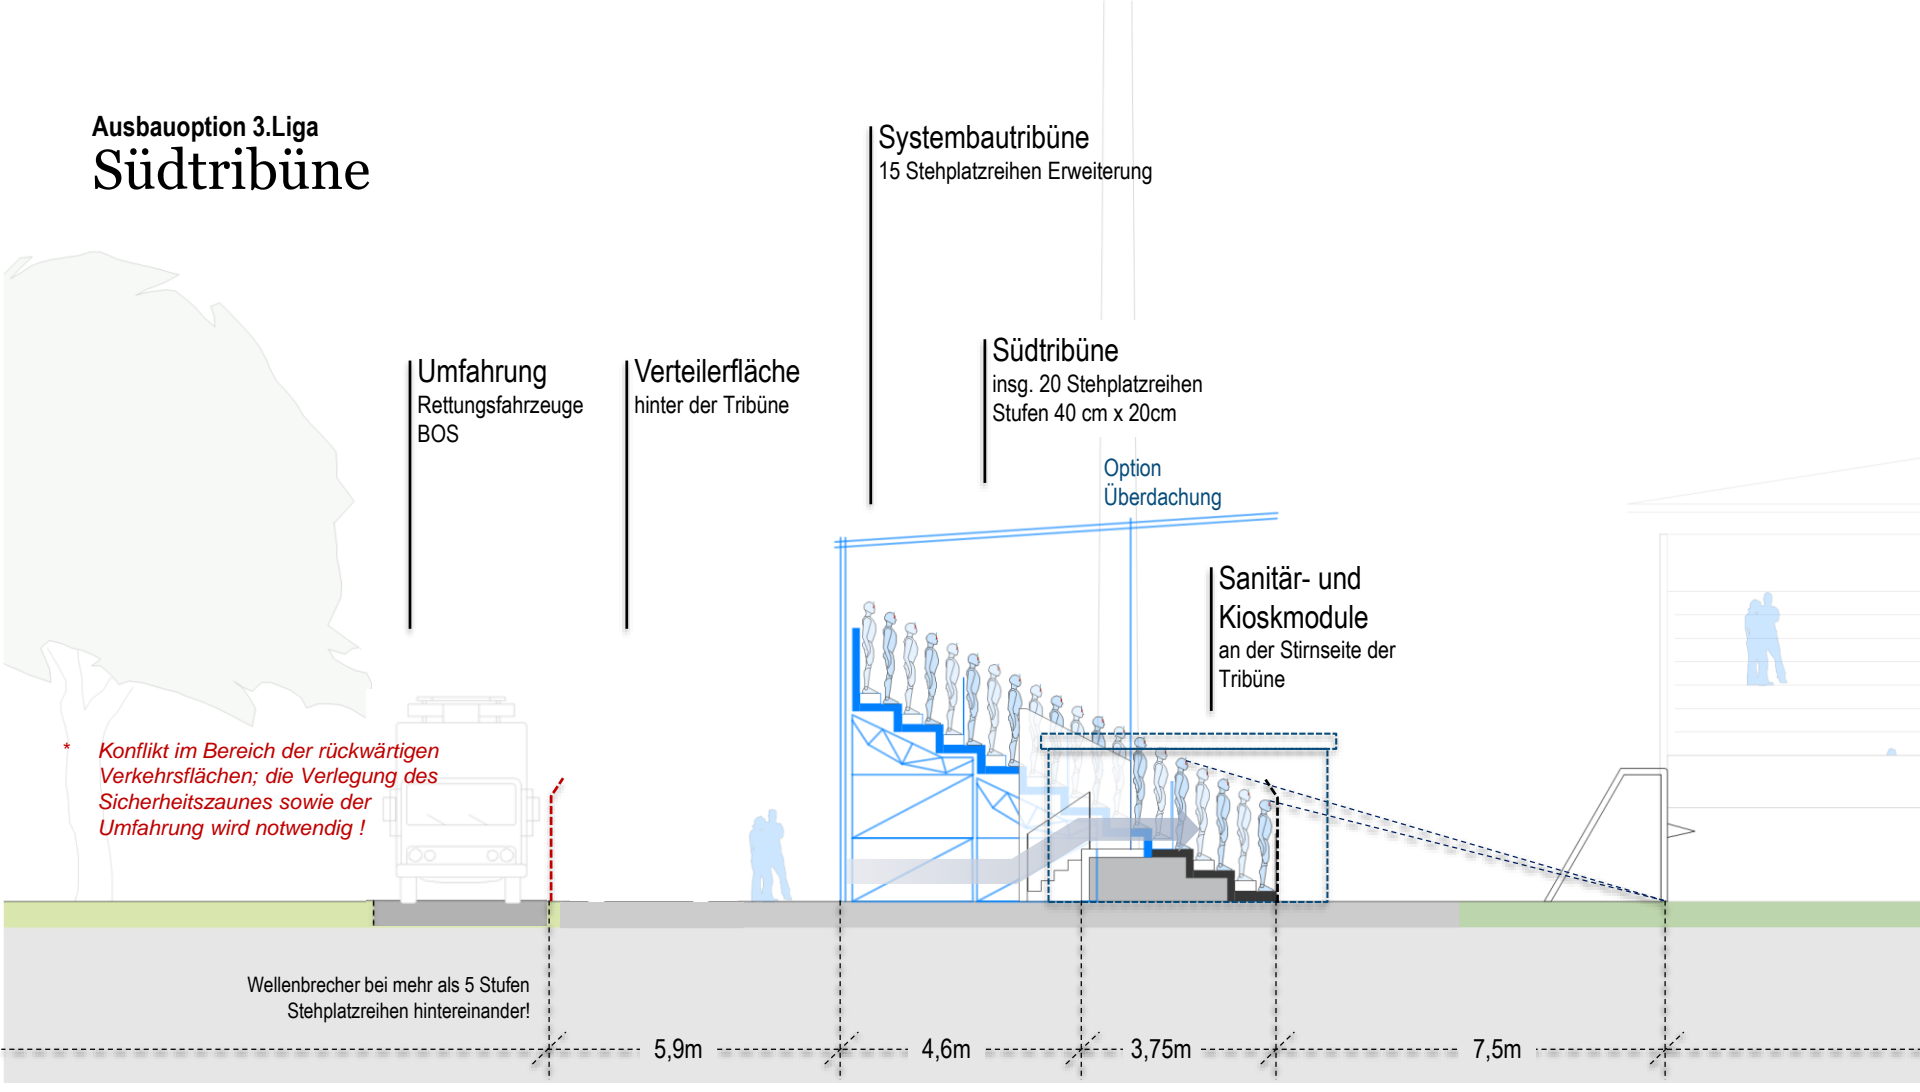 Ausbauoption 3.Liga
Südtribüne
Systembautribüne
15 Stehplatzreihen Erweiterung
Südtribüne
insg. 20 Stehplatzreihen
Stufen 40 cm x 20cm
Umfahrung
Rettungsfahrzeuge
BOS
Verteilerfläche
hinter der Tribüne
Option
Überdachung
Sanitär- und
Kioskmodule
an der Stirnseite der
Tribüne
* Konflikt im Bereich der rückwärtigen
Verkehrsflächen; die Verlegung des
Sicherheitszaunes sowie der
Umfahrung wird notwendig !
Wellenbrecher bei mehr als 5 Stufen
Stehplatzreihen hintereinander!
5,9m
4,6m
3,75m
7,5m